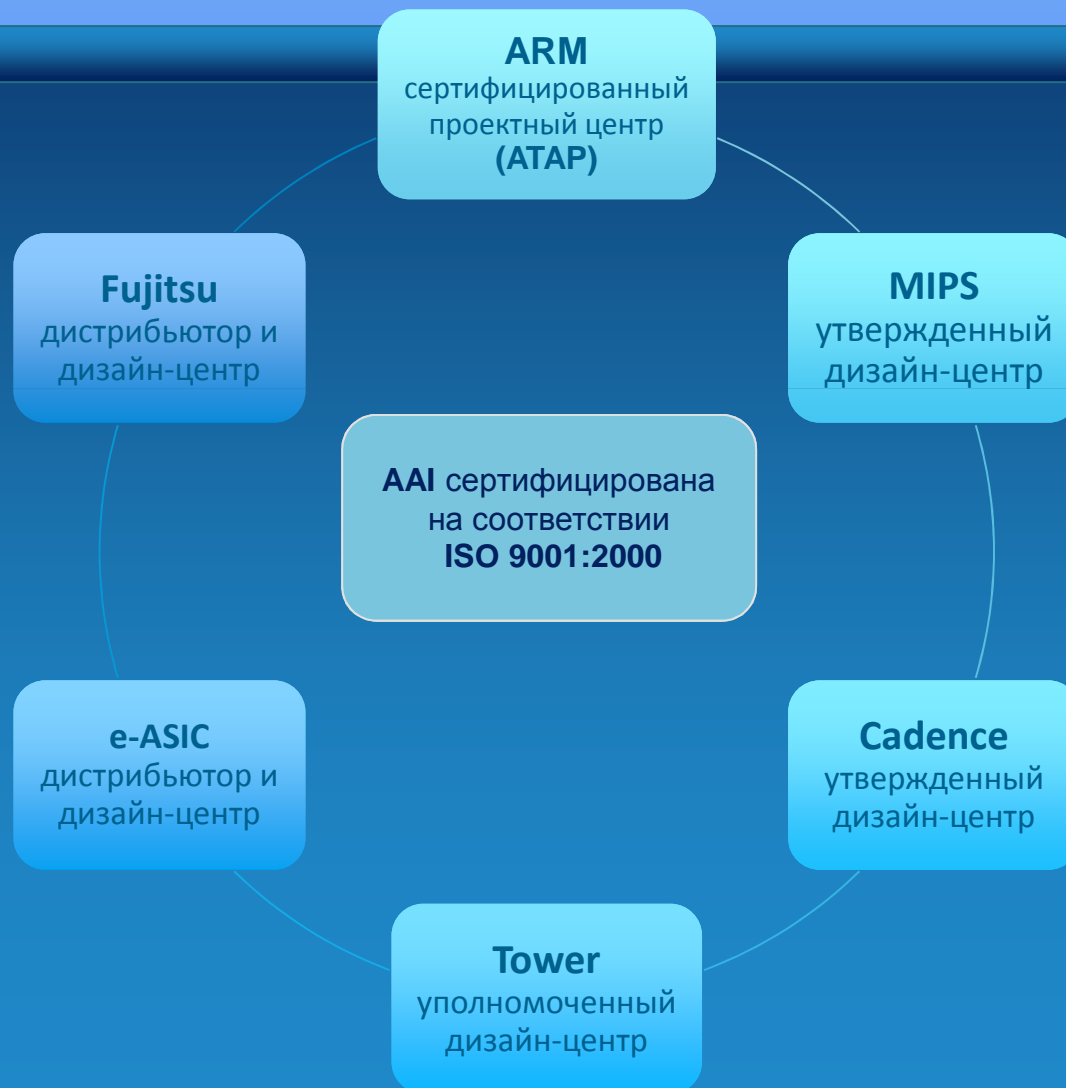 ARM
сертифицированный
проектный центр
(ATAP)
Fujitsu
дистрибьютор и
дизайн-центр
MIPS
утвержденный
дизайн-центр
AAI сертифицирована
на соответствии
ISO 9001:2000
e-ASIC
дистрибьютор и
дизайн-центр
Cadence
утвержденный
дизайн-центр
Tower
уполномоченный
дизайн-центр